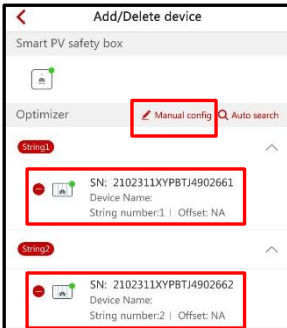 Add/Delete device
Smart PV safety box
Optimizer Manual config Auto search
String1
SN: 2102311XYPBTJ4902661
Device Name:
String number:1 | Offset: NA
String2
SN: 2102311XYPBTJ4902662
Device Name:
String number:2 | Offset: NA